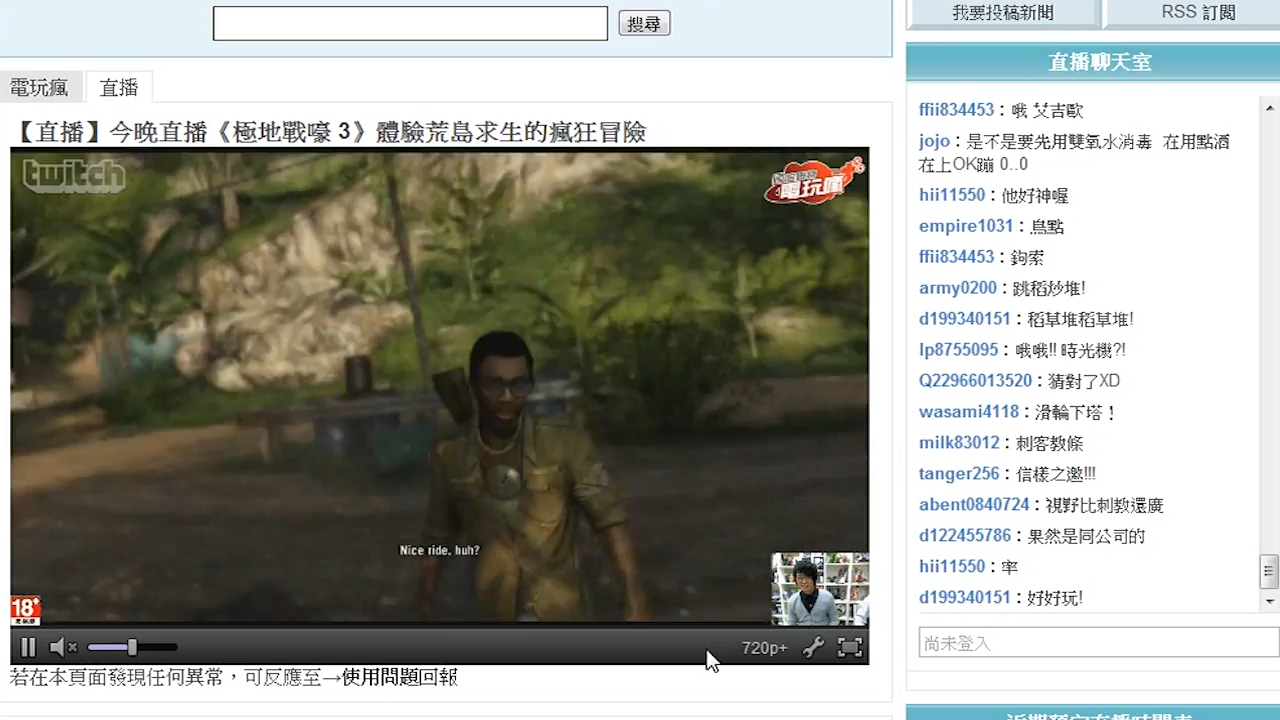 搜尋
我要投稿新聞
RSS 訂閱
電玩瘋
直播
【直播】今晚直播《極地戰嚎 3》體驗荒島求生的瘋狂冒險
twitch
電玩瘋
Nice ride, huh?
18+
720p+
若在本頁面發現任何異常，可反應至→使用問題回報
直播聊天室
ffii834453：哦 艾吉歐
jojo：是不是要先用雙氧水消毒 在用點酒
在上OK蹦 0..0
hii11550：他好神喔
empire1031：鳥點
ffii834453：鉤索
army0200：跳稻炒堆!
d199340151：稻草堆稻草堆!
lp8755095：哦哦!! 時光機?!
Q22966013520：猜對了XD
wasami4118：滑輪下塔！
milk83012：刺客教條
tanger256：信樣之邀!!!
abent0840724：視野比刺教還廣
d122455786：果然是同公司的
hii11550：率
d199340151：好好玩!
尚未登入